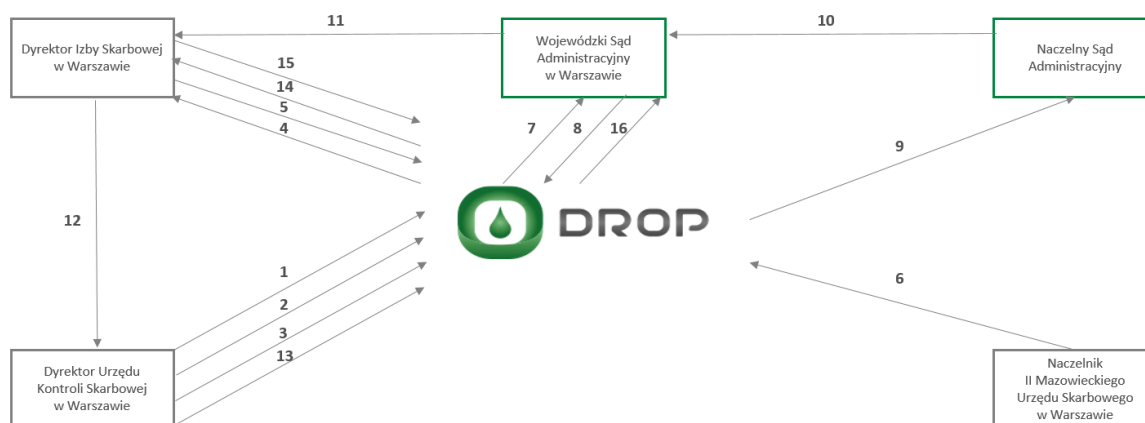 11
10
Dyrektor Izby Skarbowej
w Warszawie
Wojewódzki Sąd
Administracyjny
w Warszawie
Naczelny Sąd
Administracyjny
15
14
5
4
7
8
16
9
12
DROP
1
2
3
13
6
Dyrektor Urzędu
Kontroli Skarbowej
w Warszawie
Naczelnik
II Mazowieckiego
Urzędu Skarbowego
w Warszawie